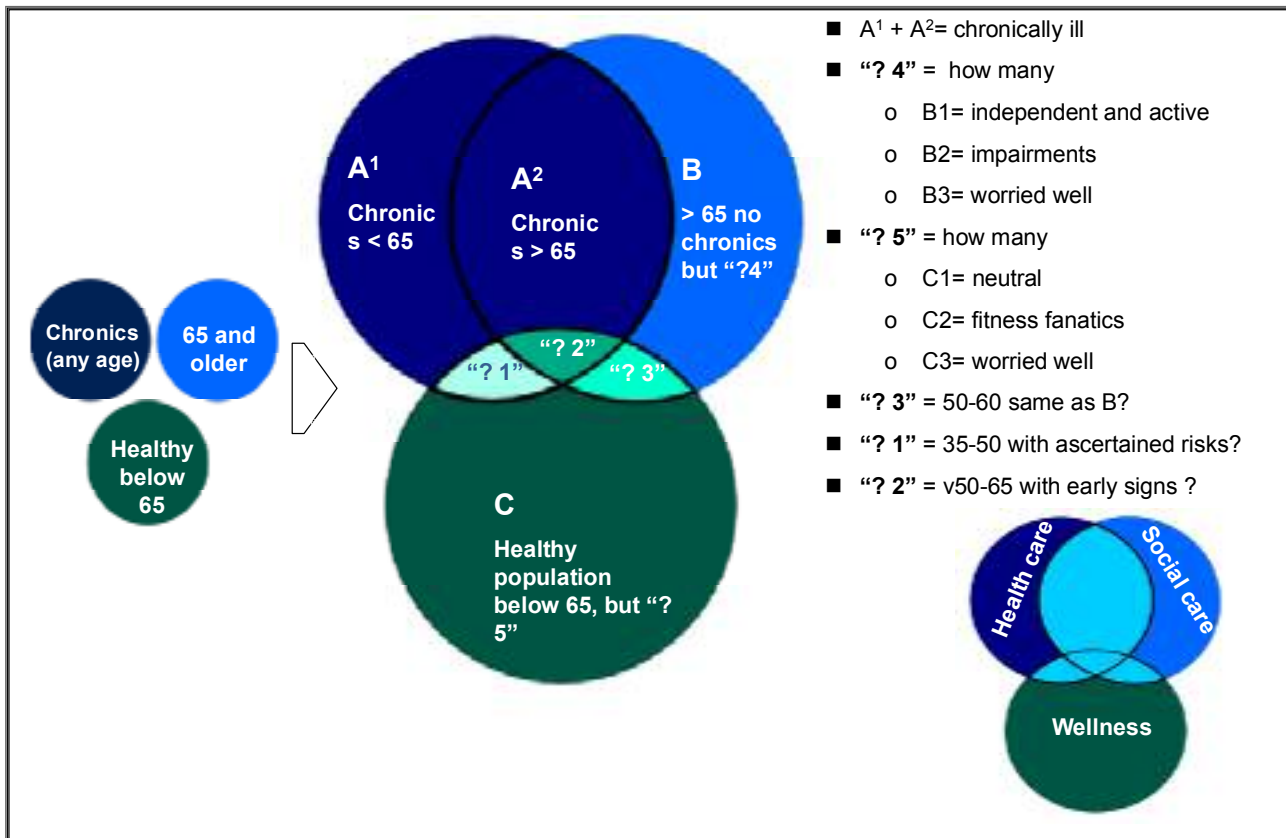 Chronics
(any age)
65 and
older
Healthy
below
65
A¹
Chronic
s < 65
A²
Chronic
s > 65
B
> 65 no
chronics
but “?4”
“? 1”
“? 2”
“? 3”
C
Healthy
population
below 65, but “?
5”
■ A¹ + A²= chronically ill
■ “? 4” = how many
o B1= independent and active
o B2= impairments
o B3= worried well
■ “? 5” = how many
o C1= neutral
o C2= fitness fanatics
o C3= worried well
■ “? 3” = 50-60 same as B?
■ “? 1” = 35-50 with ascertained risks?
■ “? 2” = v50-65 with early signs ?
Health care
Social care
Wellness